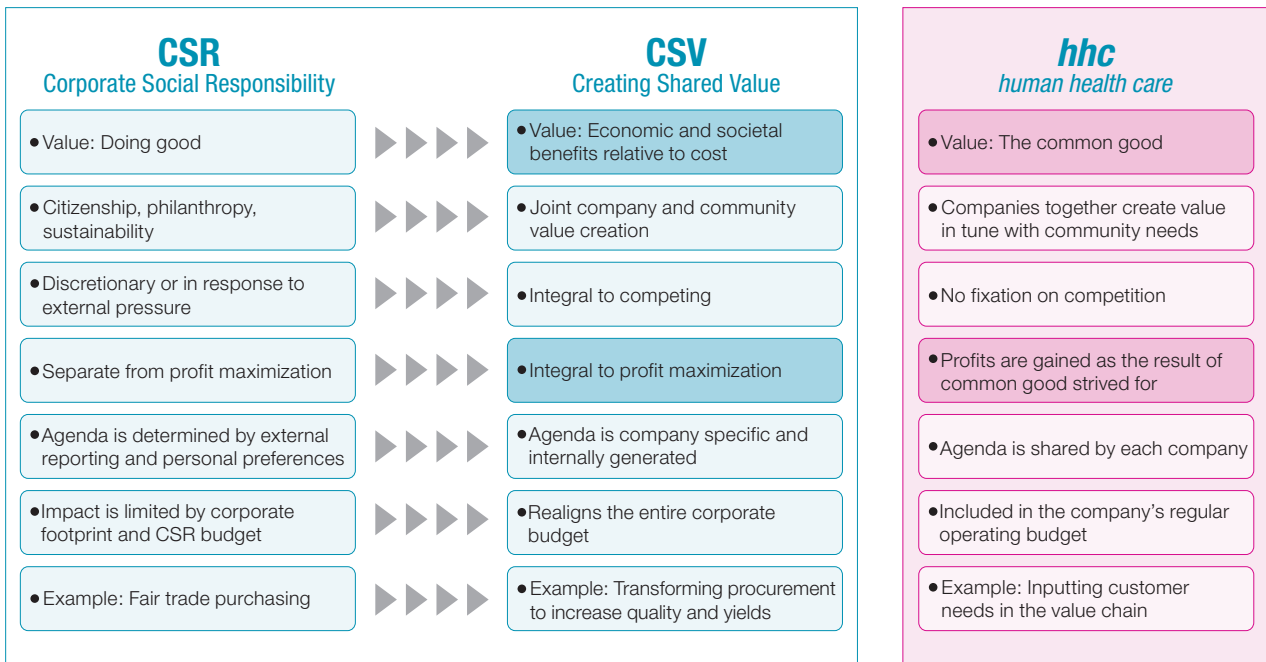 CSR
Corporate Social Responsibility
• Value: Doing good
• Citizenship, philanthropy,
sustainability
• Discretionary or in response to
external pressure
• Separate from profit maximization
• Agenda is determined by external
reporting and personal preferences
• Impact is limited by corporate
footprint and CSR budget
• Example: Fair trade purchasing
CSV
Creating Shared Value
• Value: Economic and societal
benefits relative to cost
• Joint company and community
value creation
• Integral to competing
• Integral to profit maximization
• Agenda is company specific and
internally generated
• Realigns the entire corporate
budget
• Example: Transforming procurement
to increase quality and yields
hhc
human health care
• Value: The common good
• Companies together create value
in tune with community needs
• No fixation on competition
• Profits are gained as the result of
common good strived for
• Agenda is shared by each company
• Included in the company’s regular
operating budget
• Example: Inputting customer
needs in the value chain